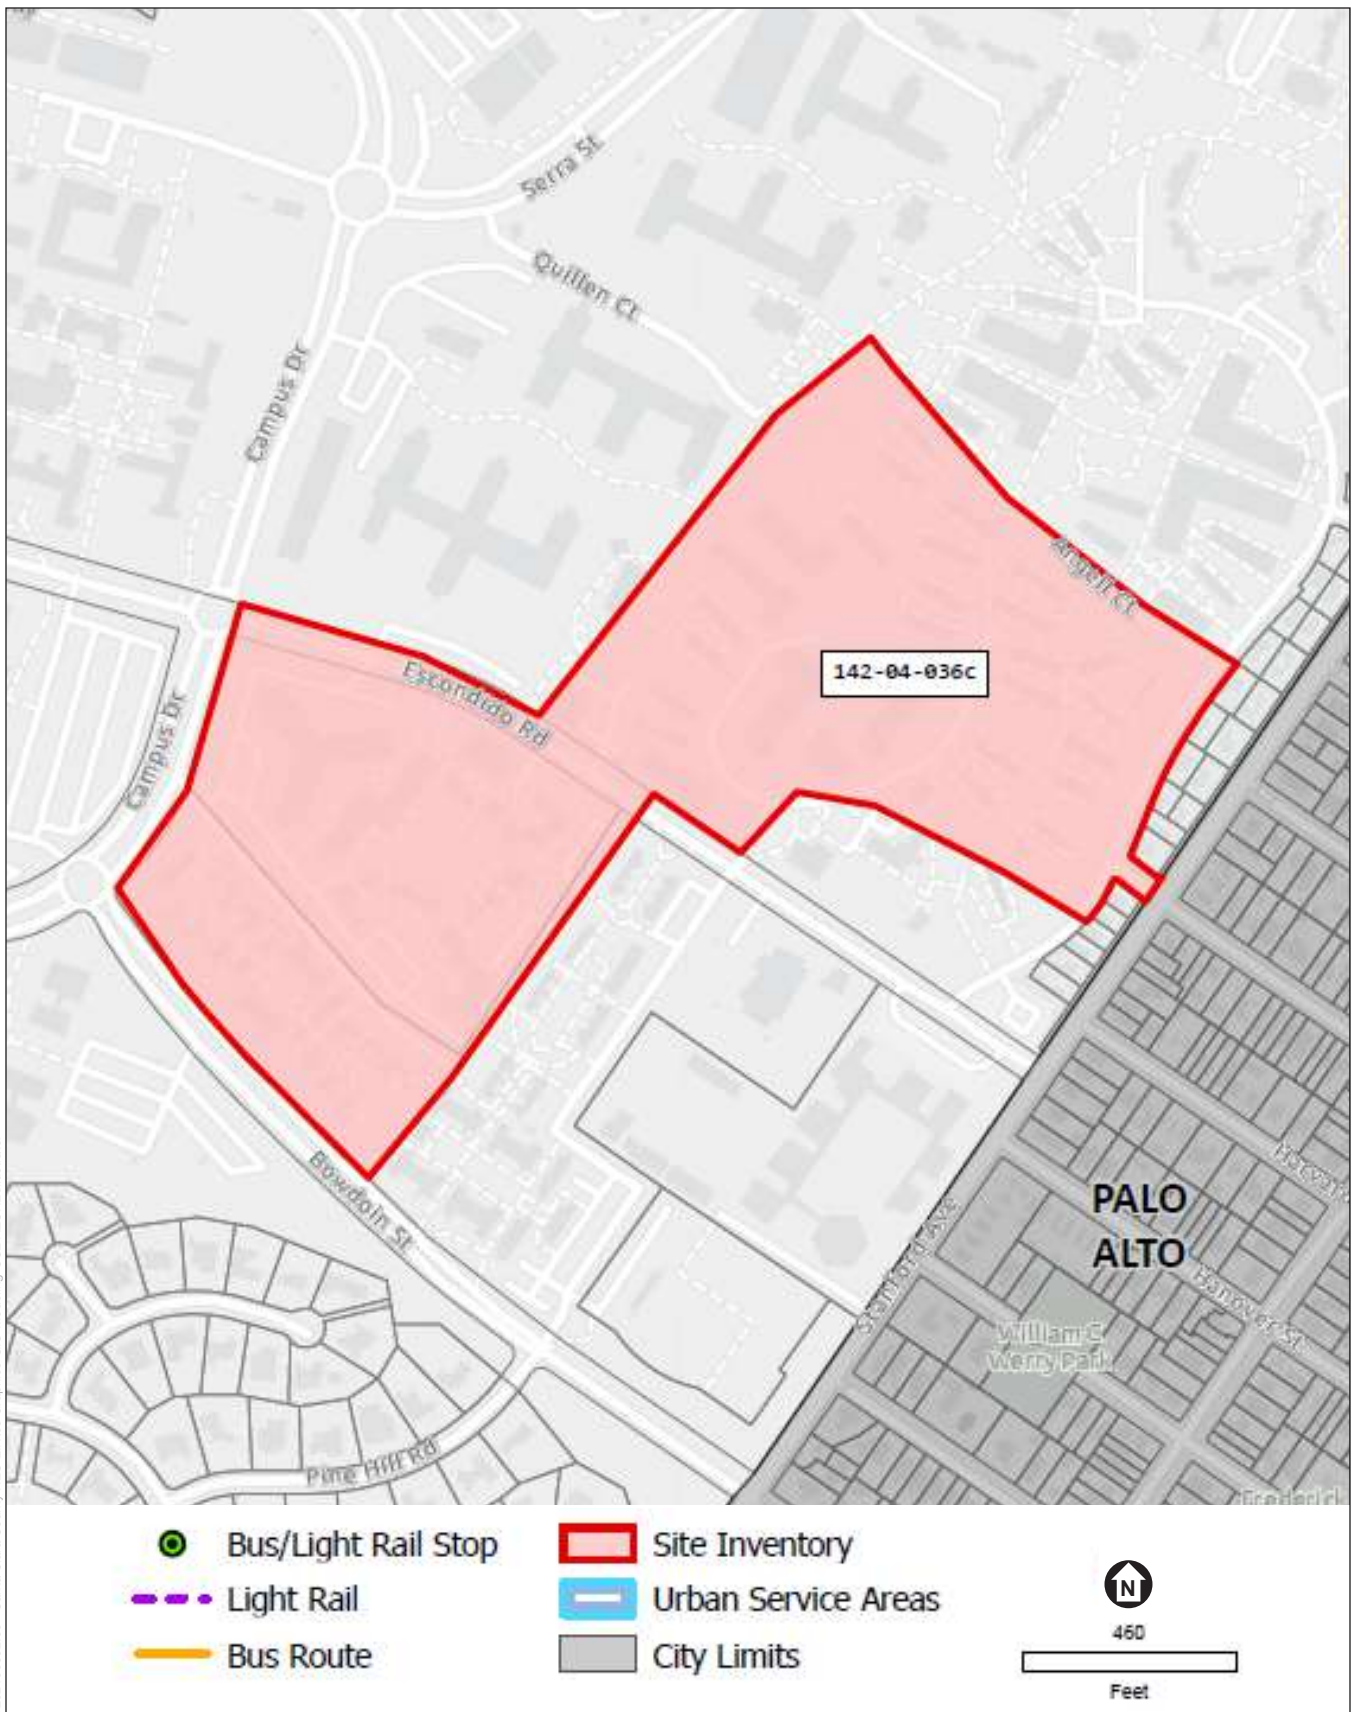 Serra St
Quillen Ct
Campus Dr
Angell Ct
142-04-036c
Escondido Rd
Campus Dr
Bowdoin St
PALO
ALTO
Stanford Ave
Hanover St
William C
Werry Park
Pine Hill Rd
Bus/Light Rail Stop
Light Rail
Bus Route
Site Inventory
Urban Service Areas
City Limits
N
460
Feet